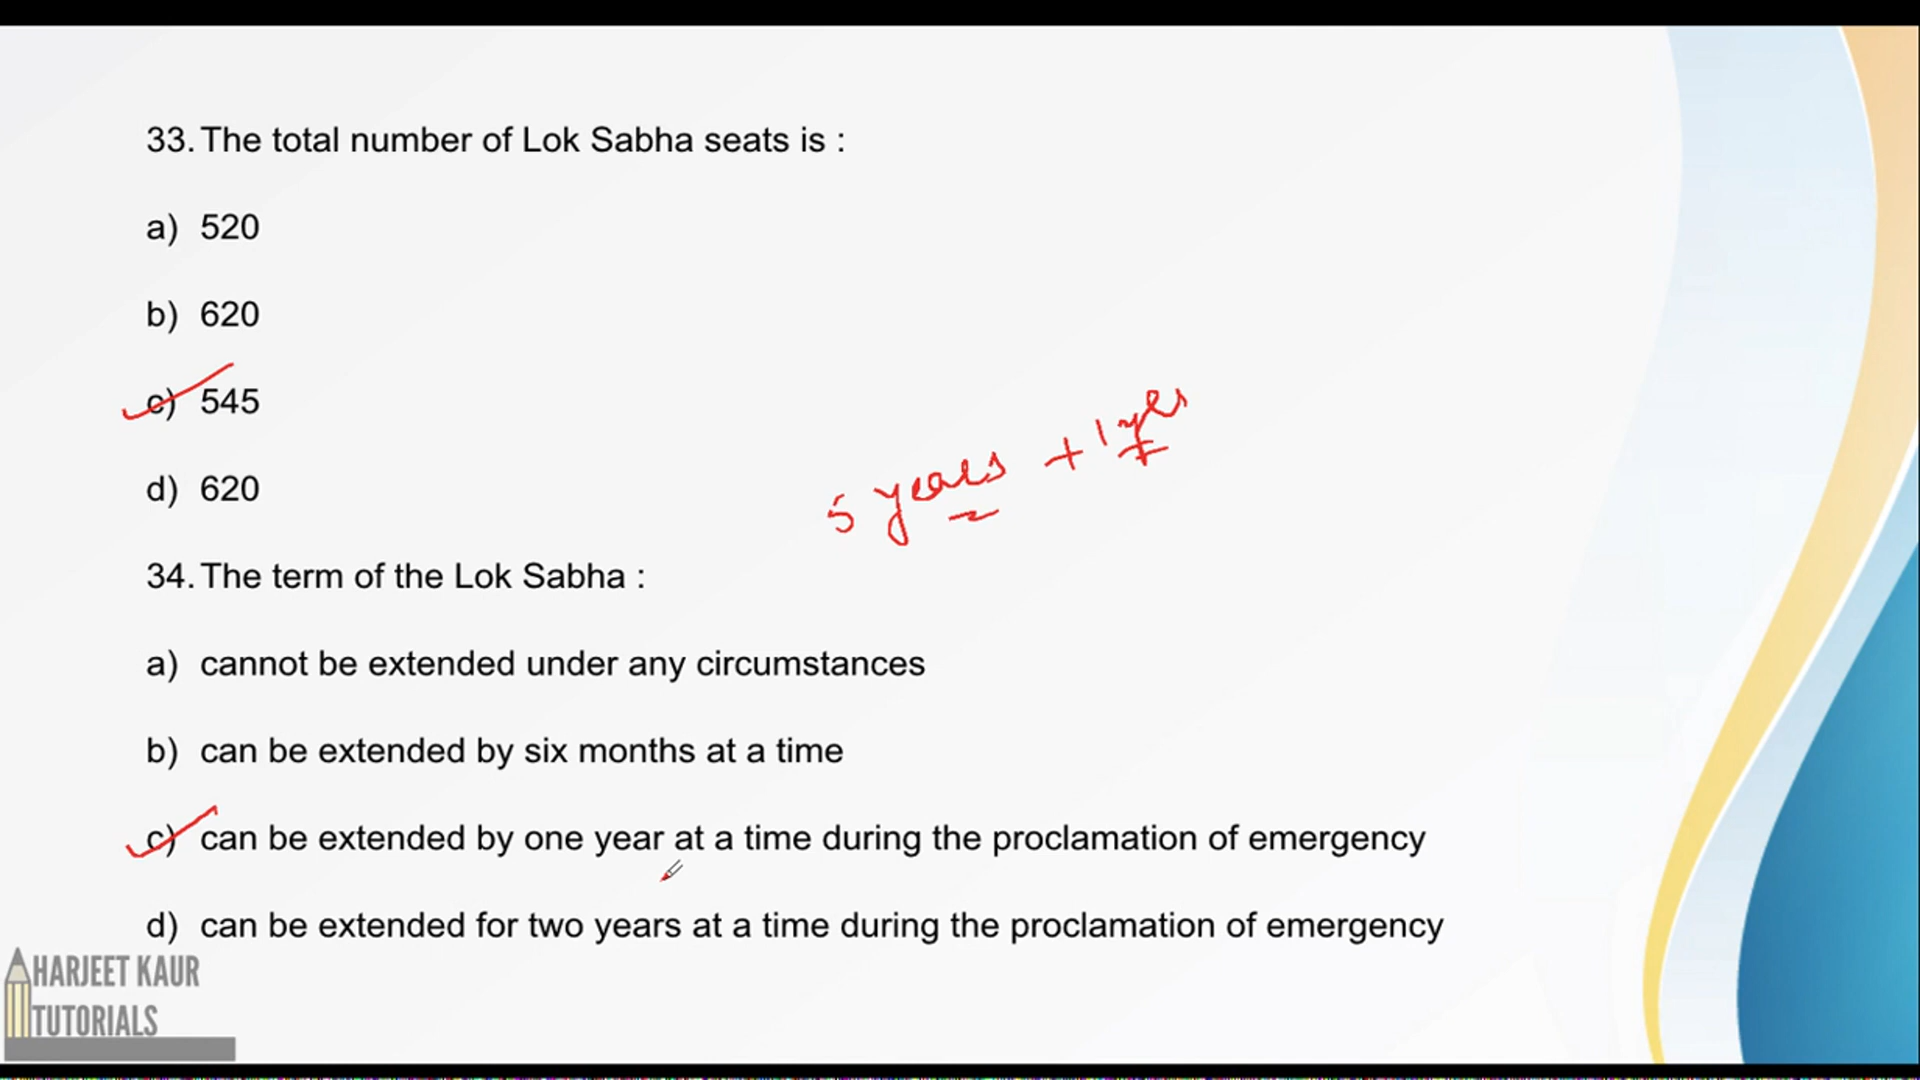 33. The total number of Lok Sabha seats is :
a) 520
b) 620
c) 545
d) 620
5 years + 1 year
34. The term of the Lok Sabha :
a) cannot be extended under any circumstances
b) can be extended by six months at a time
c) can be extended by one year at a time during the proclamation of emergency
d) can be extended for two years at a time during the proclamation of emergency
HARJEET KAUR
TUTORIALS